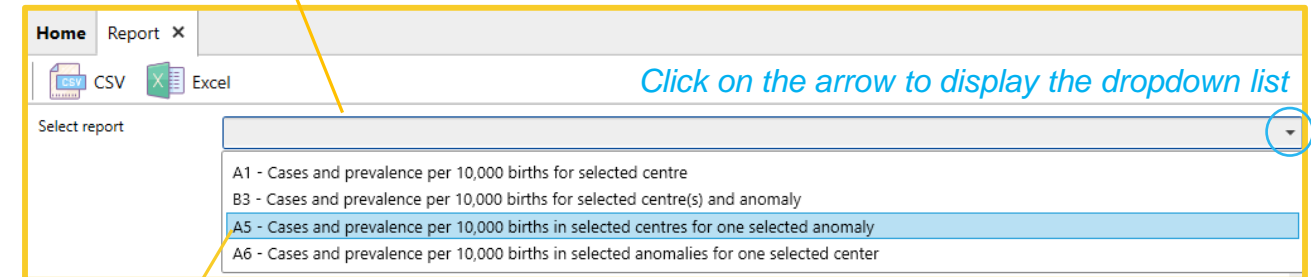 Home Report ×
CSV CSV X Excel Click on the arrow to display the dropdown list
Select report
A1 - Cases and prevalence per 10,000 births for selected centre
B3 - Cases and prevalence per 10,000 births for selected centre(s) and anomaly
A5 - Cases and prevalence per 10,000 births in selected centres for one selected anomaly
A6 - Cases and prevalence per 10,000 births in selected anomalies for one selected center